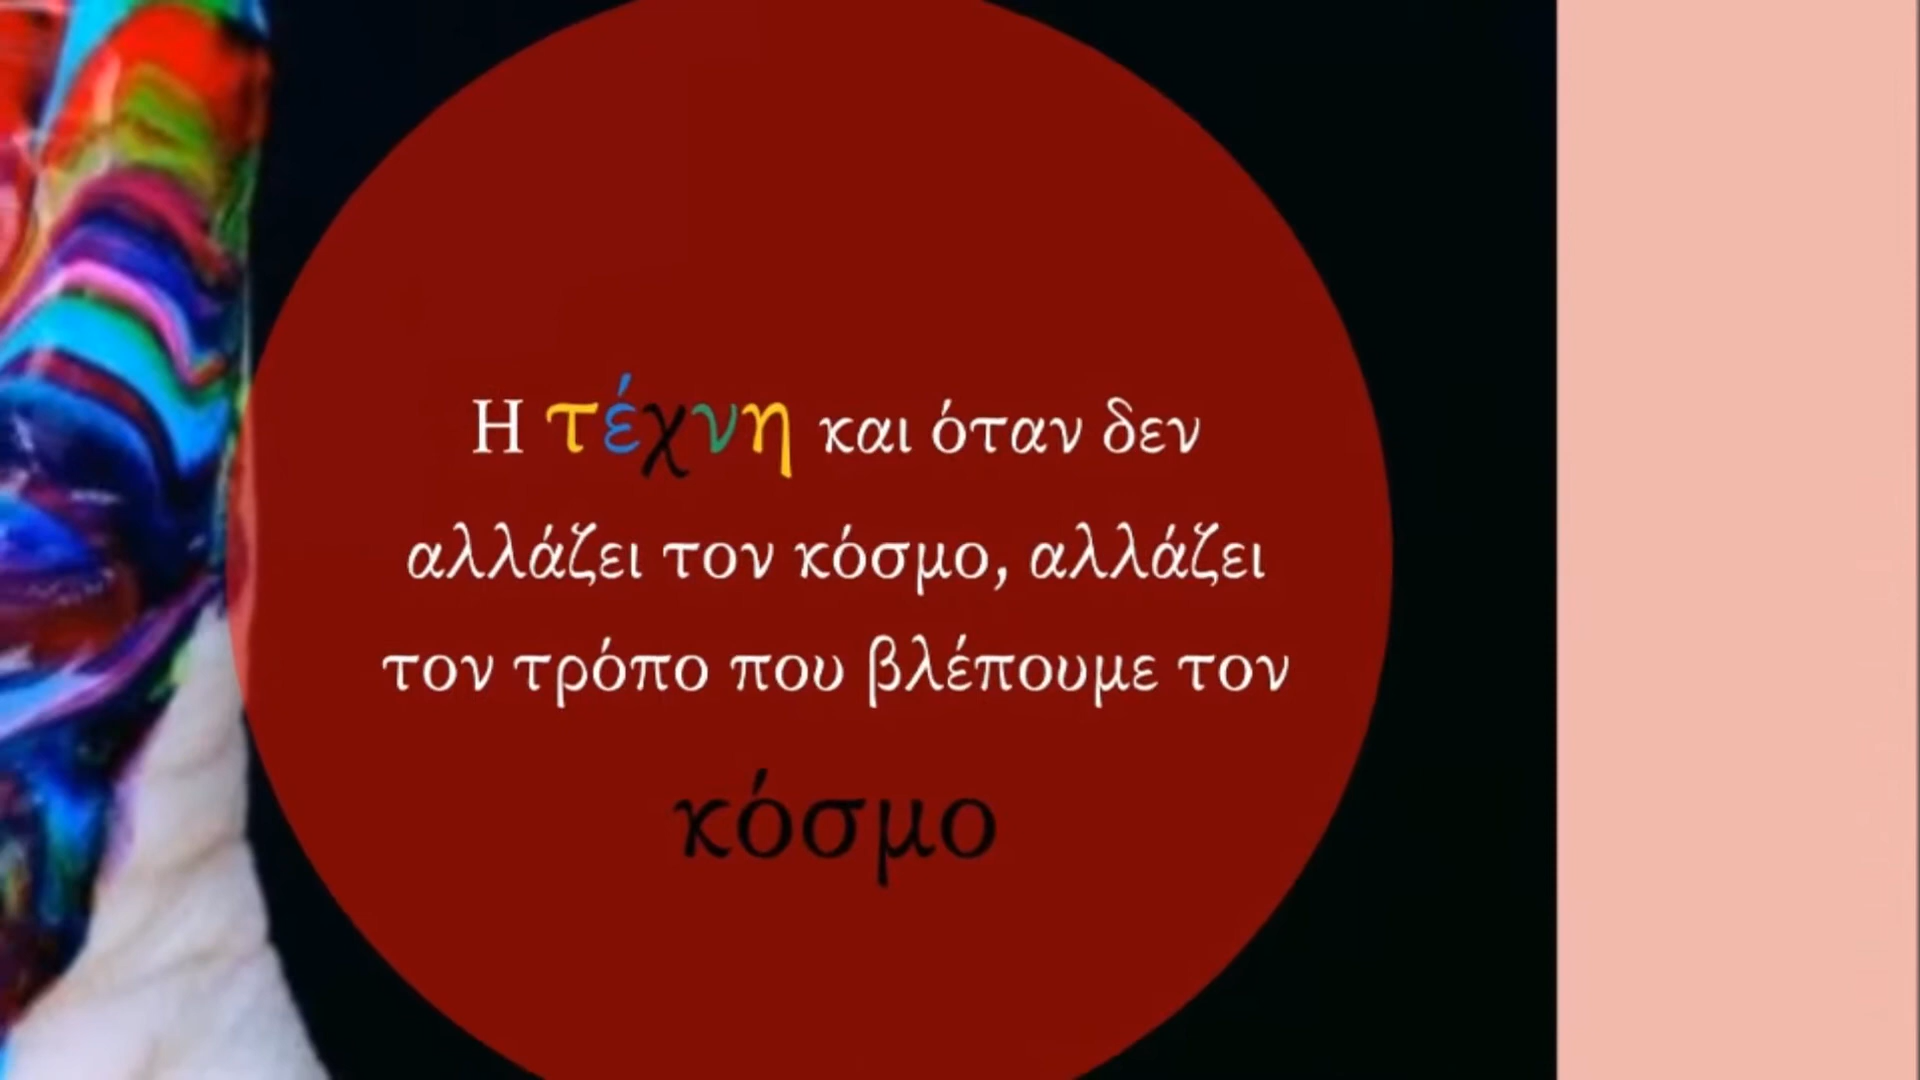 Η τέχνη και όταν δεν
αλλάζει τον κόσμο, αλλάζει
τον τρόπο που βλέπουμε τον
κόσμο